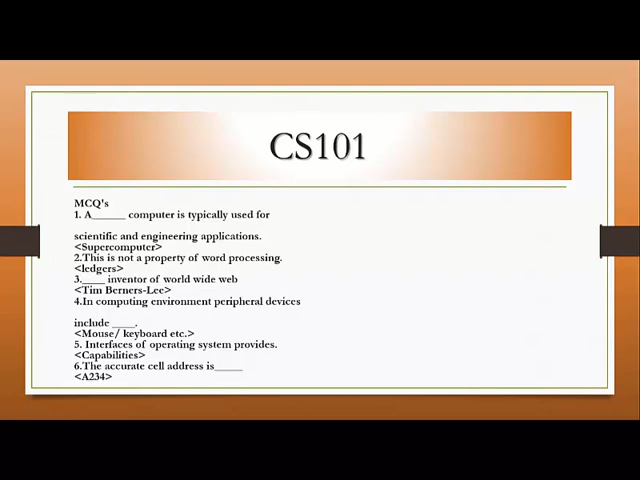 CS101
MCQ's
1. A______ computer is typically used for
scientific and engineering applications.
<Supercomputer>
2.This is not a property of word processing.
<ledgers>
3.____ inventor of world wide web
<Tim Berners-Lee>
4.In computing environment peripheral devices
include ____.
<Mouse/ keyboard etc.>
5. Interfaces of operating system provides.
<Capabilities>
6.The accurate cell address is_____
<A234>